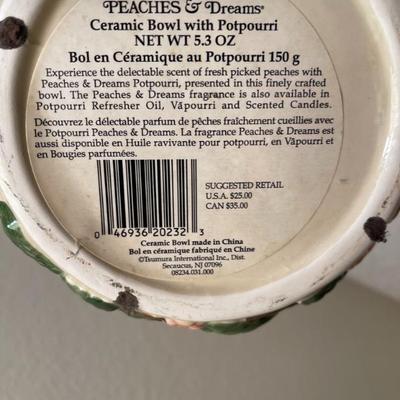 PEACHES & Dreams®
Ceramic Bowl with Potpourri
NET WT 5.3 OZ
Bol en Céramique au Potpourri 150 g
Experience the delectable scent of fresh picked peaches with
Peaches & Dreams Potpourri, presented in this finely crafted
bowl. The Peaches & Dreams fragrance is also available in
Potpourri Refresher Oil, Vāpourri and Scented Candles.
Découvrez le délectable parfum de pêches fraîchement cueillies avec
le Potpourri Peaches & Dreams. La fragrance Peaches & Dreams est
aussi disponible en Huile ravivante pour potpourri, en Vāpourri et
en Bougies parfumées.
SUGGESTED RETAIL
U.S.A. $25.00
CAN $35.00
0 46936 20232 3
Ceramic Bowl made in China
Bol en céramique fabriqué en Chine
©Tsumura International Inc., Dist.
Secaucus, NJ 07096
08234.031.000